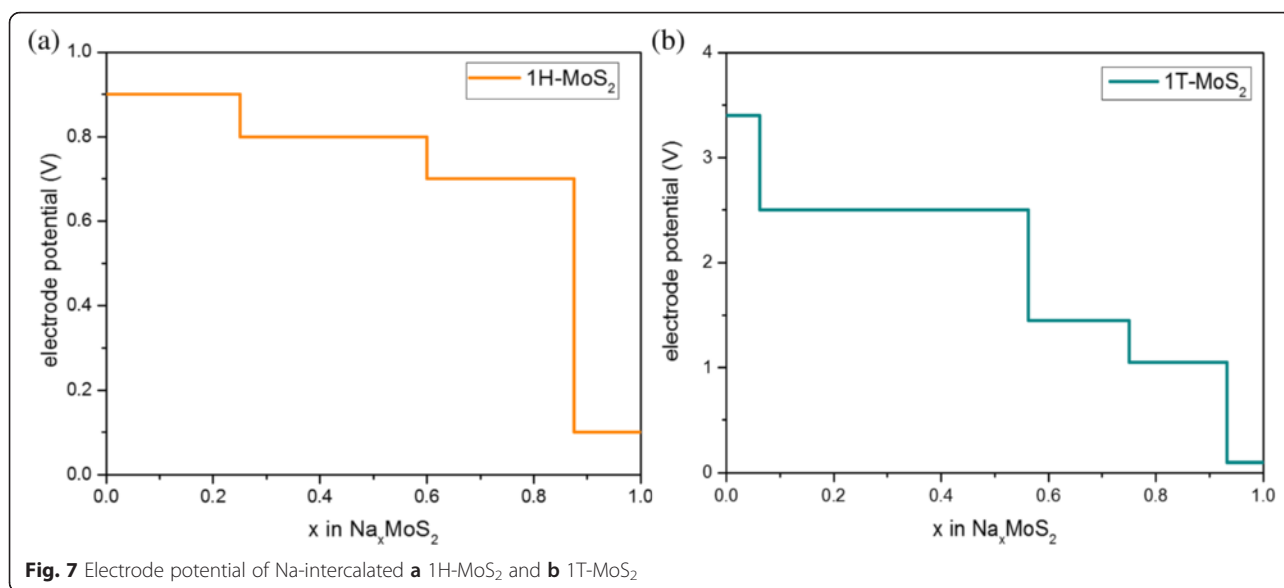 (a)
1.0
0.8
0.6
0.4
0.2
0.0
electrode potential (V)
1H-MoS₂
0.0 0.2 0.4 0.6 0.8 1.0
x in NaₓMoS₂
(b)
4
3
2
1
0
electrode potential (V)
1T-MoS₂
0.0 0.2 0.4 0.6 0.8 1.0
x in NaₓMoS₂
Fig. 7 Electrode potential of Na-intercalated a 1H-MoS₂ and b 1T-MoS₂